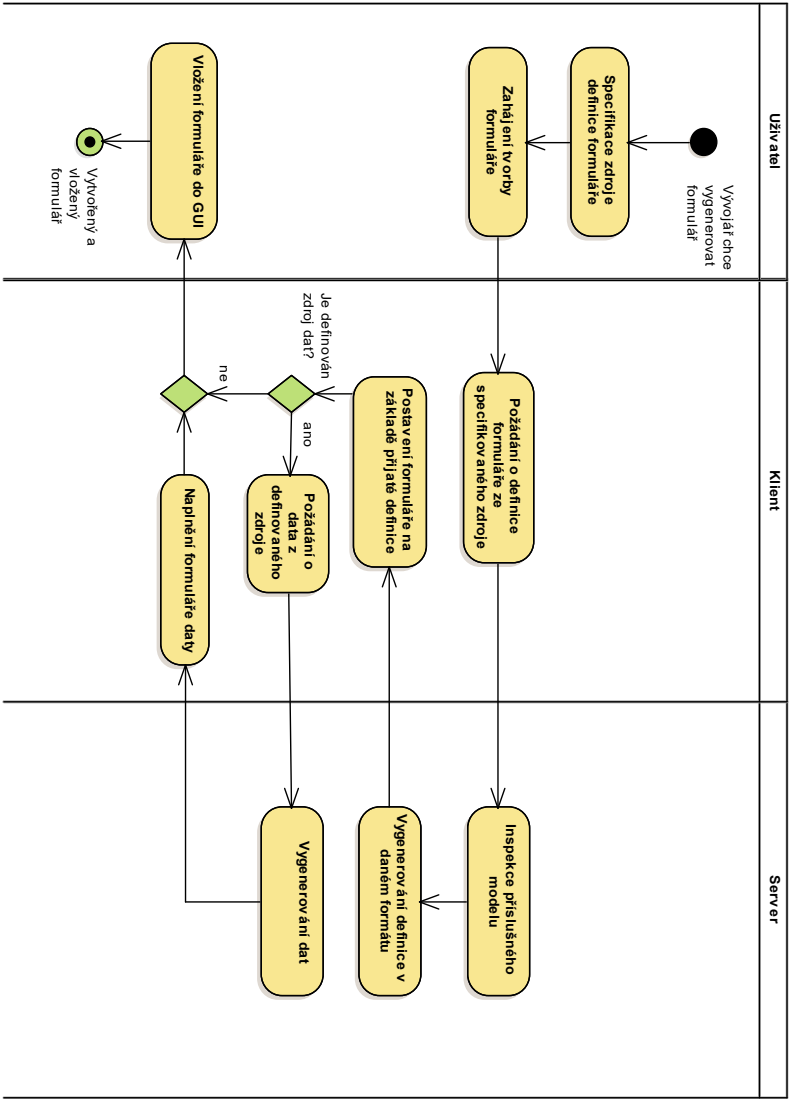 Uživatel
Klient
Server
Vývojář chce
vygenerovat
formulář
Specifikace zdroje
definice formuláře
Zahájení tvorby
formuláře
Požádání o definice
formuláře ze
specifikovaného zdroje
Inspekce příslušného
modelu
Vygenerování definice v
daném formátu
Postavení formuláře na
základě přijaté definice
Je definován
zdroj dat?
ano
Požádání o
data z
definovaného
zdroje
Vygenerování dat
ne
Naplnění formuláře daty
Vložení formuláře do GUI
Vytvořený a
vložený
formulář